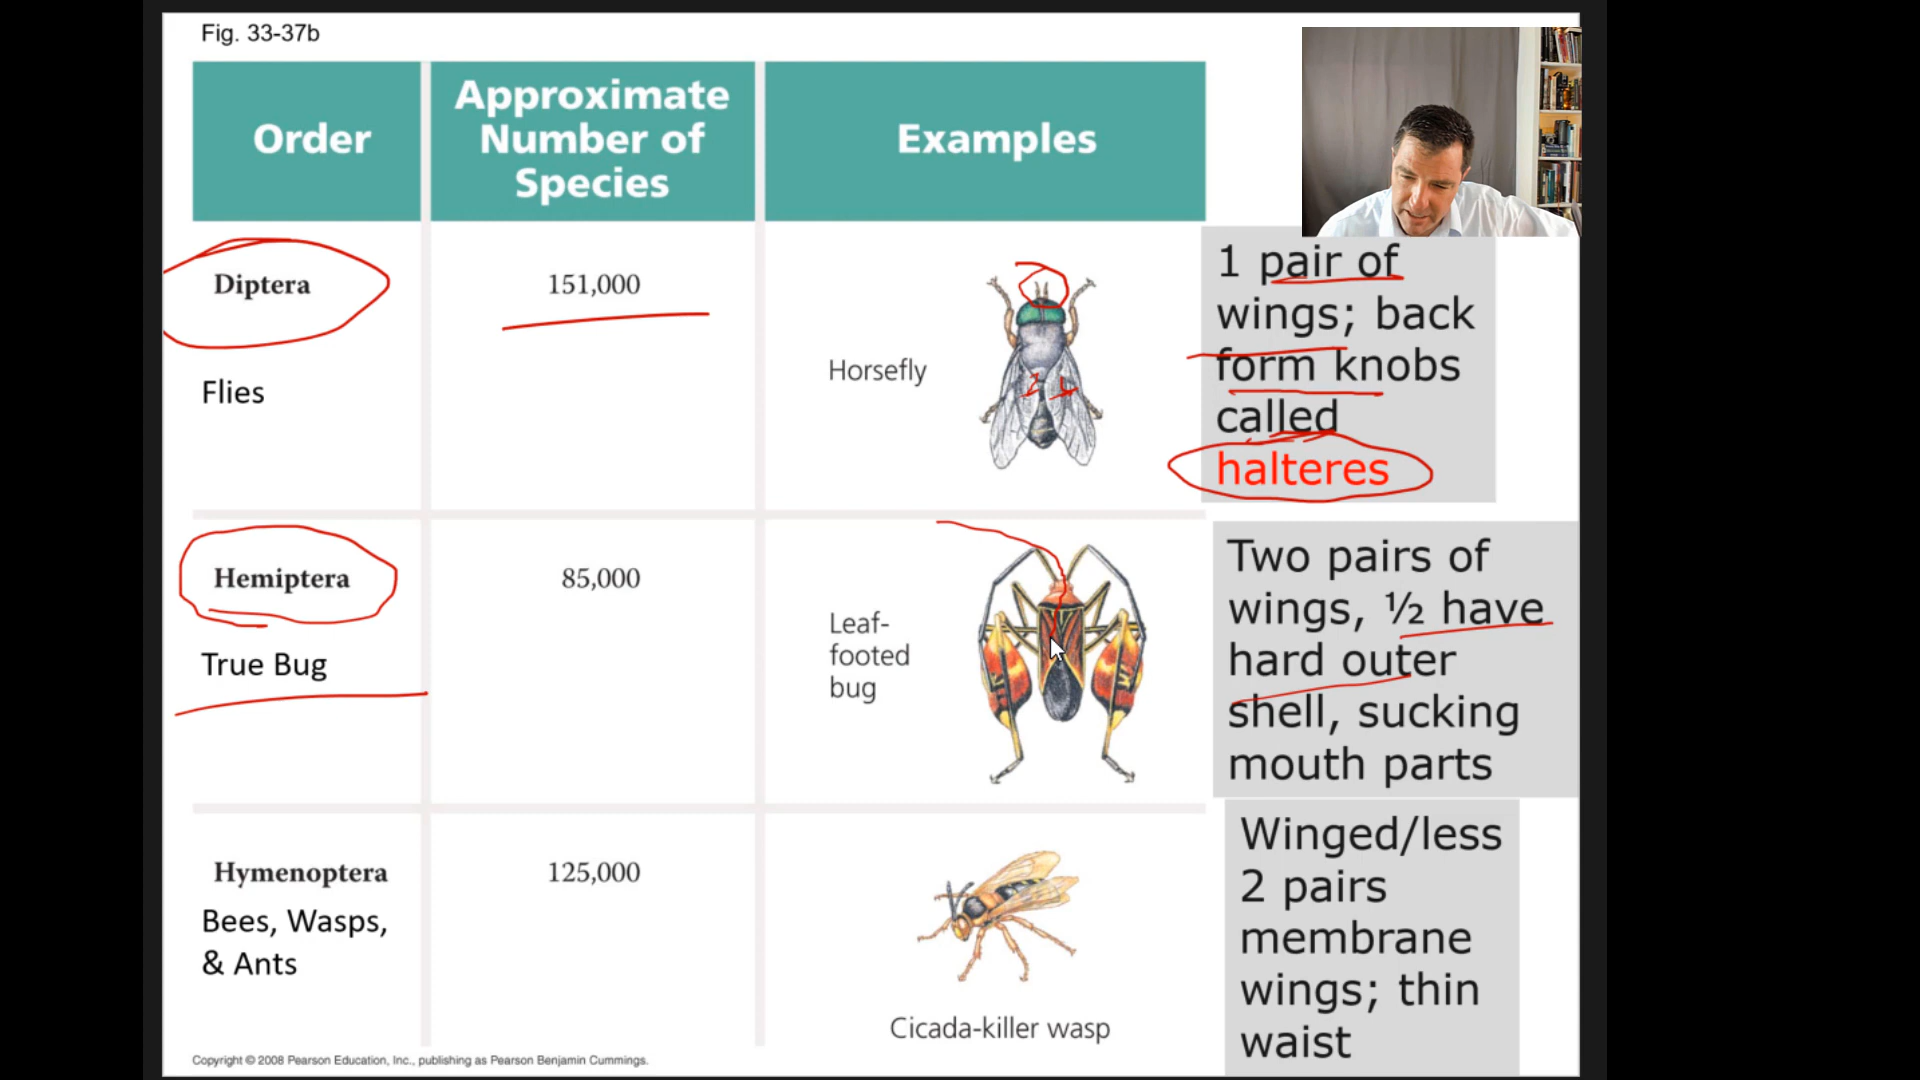 Fig. 33-37b
Order
Approximate
Number of
Species
Examples
Diptera
151,000
Flies
Horsefly
1 pair of
wings; back
form knobs
called
halteres
Hemiptera
85,000
True Bug
Leaf-
footed
bug
Two pairs of
wings, ½ have
hard outer
shell, sucking
mouth parts
Hymenoptera
125,000
Bees, Wasps,
& Ants
Cicada-killer wasp
Winged/less
2 pairs
membrane
wings; thin
waist
Copyright © 2008 Pearson Education, Inc., publishing as Pearson Benjamin Cummings.